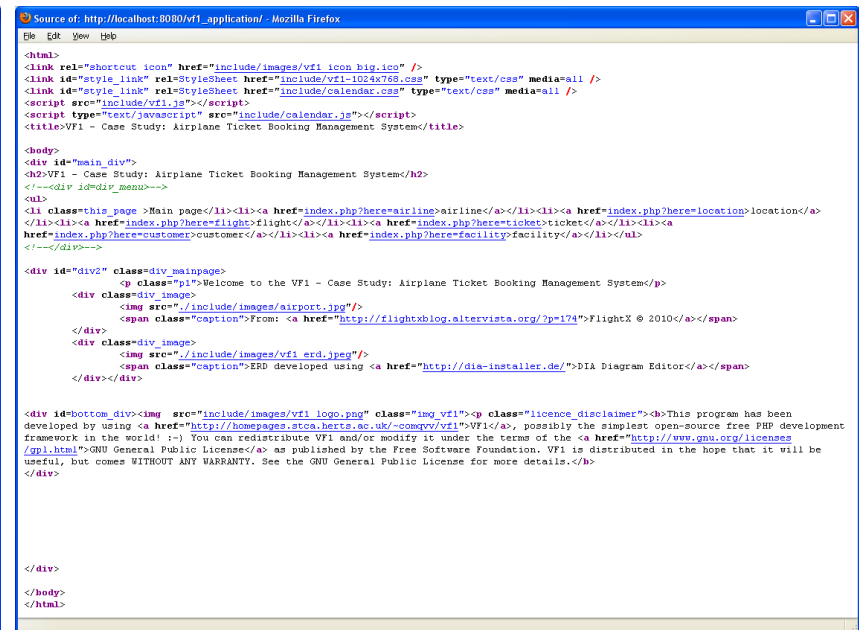 Source of: http://localhost:8080/vf1_application/ - Mozilla Firefox
File Edit View Help
<html>
<link rel="shortcut icon" href="include/images/vf1 icon big.ico" />
<link id="style_link" rel=StyleSheet href="include/vf1-1024x768.css" type="text/css" media=all />
<link id="style_link" rel=StyleSheet href="include/calendar.css" type="text/css" media=all />
<script src="include/vf1.js"></script>
<script type="text/javascript" src="include/calendar.js"></script>
<title>VF1 - Case Study: Airplane Ticket Booking Management System</title>
<body>
<div id="main_div">
<h2>VF1 - Case Study: Airplane Ticket Booking Management System</h2>
<!--<div id=div_menu>-->
<ul>
<li class=this_page >Main page</li><li><a href=index.php?here=airline>airline</a></li><li><a href=index.php?here=location>location</a>
</li><li><a href=index.php?here=flight>flight</a></li><li><a href=index.php?here=ticket>ticket</a></li><li><a
href=index.php?here=customer>customer</a></li><li><a href=index.php?here=facility>facility</a></li></ul>
<!--</div>-->
<div id="div2" class=div_mainpage>
<p class="p1">Welcome to the VF1 - Case Study: Airplane Ticket Booking Management System</p>
<div class=div_image>
<img src="./include/images/airport.jpg"/>
<span class="caption">From: <a href="http://flightxblog.altervista.org/?p=174">FlightX © 2010</a></span>
</div>
<div class=div_image>
<img src="./include/images/vf1 erd.jpeg"/>
<span class="caption">ERD developed using <a href="http://dia-installer.de/">DIA Diagram Editor</a></span>
</div></div>
<div id=bottom_div><img  src="include/images/vf1 logo.png" class="img_vf1"><p class="licence_disclaimer"><b>This program has been
developed by using <a href="http://homepages.stca.herts.ac.uk/~comqvv/vf1">VF1</a>, possibly the simplest open-source free PHP development
framework in the world! :-) You can redistribute VF1 and/or modify it under the terms of the <a href="http://www.gnu.org/licenses
/gpl.html">GNU General Public License</a> as published by the Free Software Foundation. VF1 is distributed in the hope that it will be
useful, but comes WITHOUT ANY WARRANTY. See the GNU General Public License for more details.</b>
</div>
</div>
</body>
</html>